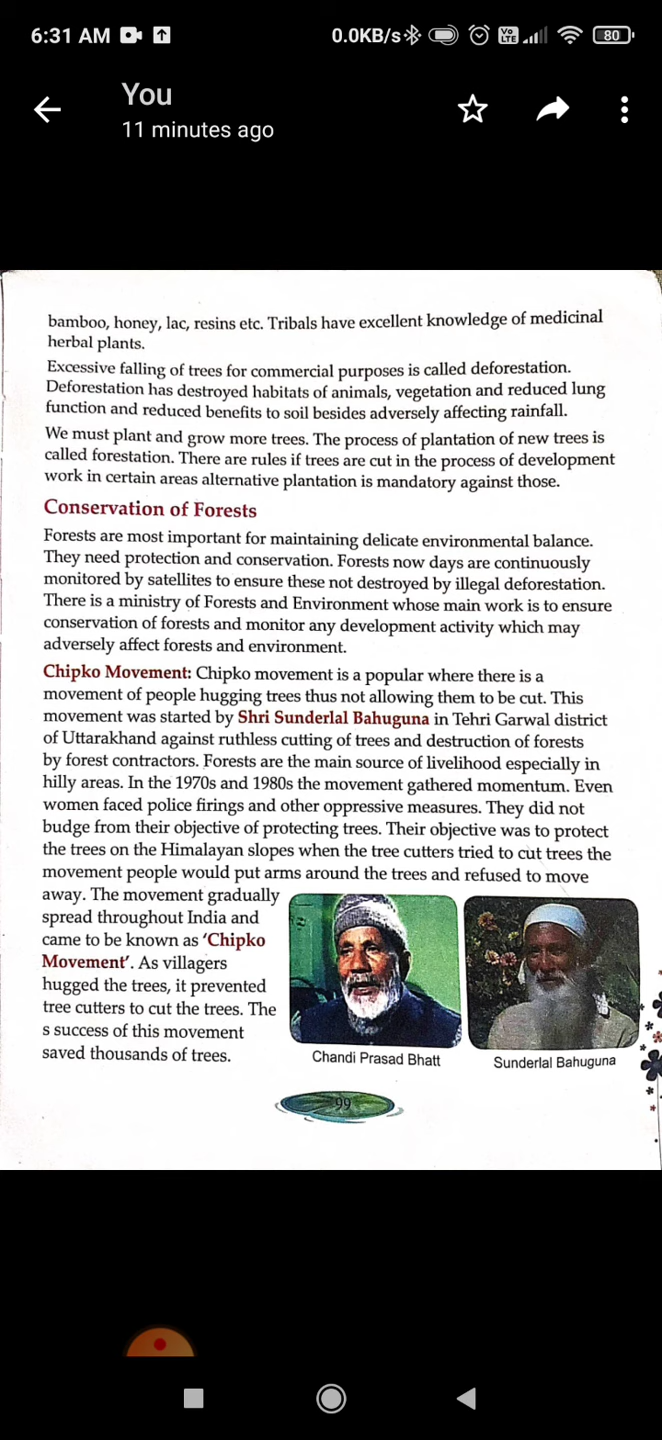 6:31 AM
0.0KB/s
Vo
LTE
80
You
11 minutes ago
bamboo, honey, lac, resins etc. Tribals have excellent knowledge of medicinal
herbal plants.
Excessive falling of trees for commercial purposes is called deforestation.
Deforestation has destroyed habitats of animals, vegetation and reduced lung
function and reduced benefits to soil besides adversely affecting rainfall.
We must plant and grow more trees. The process of plantation of new trees is
called forestation. There are rules if trees are cut in the process of development
work in certain areas alternative plantation is mandatory against those.
Conservation of Forests
Forests are most important for maintaining delicate environmental balance.
They need protection and conservation. Forests now days are continuously
monitored by satellites to ensure these not destroyed by illegal deforestation.
There is a ministry of Forests and Environment whose main work is to ensure
conservation of forests and monitor any development activity which may
adversely affect forests and environment.
Chipko Movement: Chipko movement is a popular where there is a
movement of people hugging trees thus not allowing them to be cut. This
movement was started by Shri Sunderlal Bahuguna in Tehri Garwal district
of Uttarakhand against ruthless cutting of trees and destruction of forests
by forest contractors. Forests are the main source of livelihood especially in
hilly areas. In the 1970s and 1980s the movement gathered momentum. Even
women faced police firings and other oppressive measures. They did not
budge from their objective of protecting trees. Their objective was to protect
the trees on the Himalayan slopes when the tree cutters tried to cut trees the
movement people would put arms around the trees and refused to move
away. The movement gradually
spread throughout India and
came to be known as 'Chipko
Movement'. As villagers
hugged the trees, it prevented
tree cutters to cut the trees. The
s success of this movement
saved thousands of trees.
Chandi Prasad Bhatt
Sunderlal Bahuguna
99